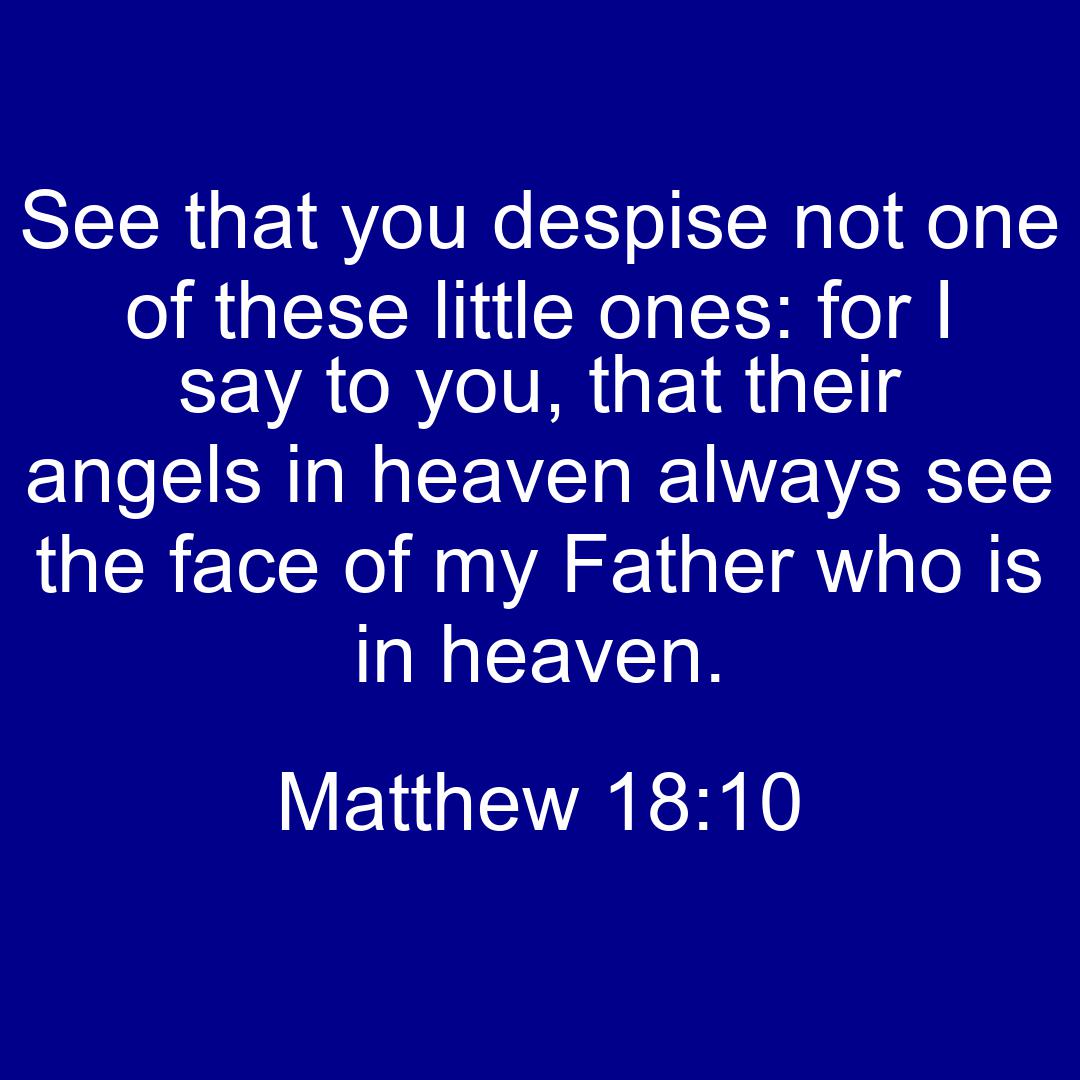 See that you despise not one
of these little ones: for I
say to you, that their
angels in heaven always see
the face of my Father who is
in heaven.
Matthew 18:10